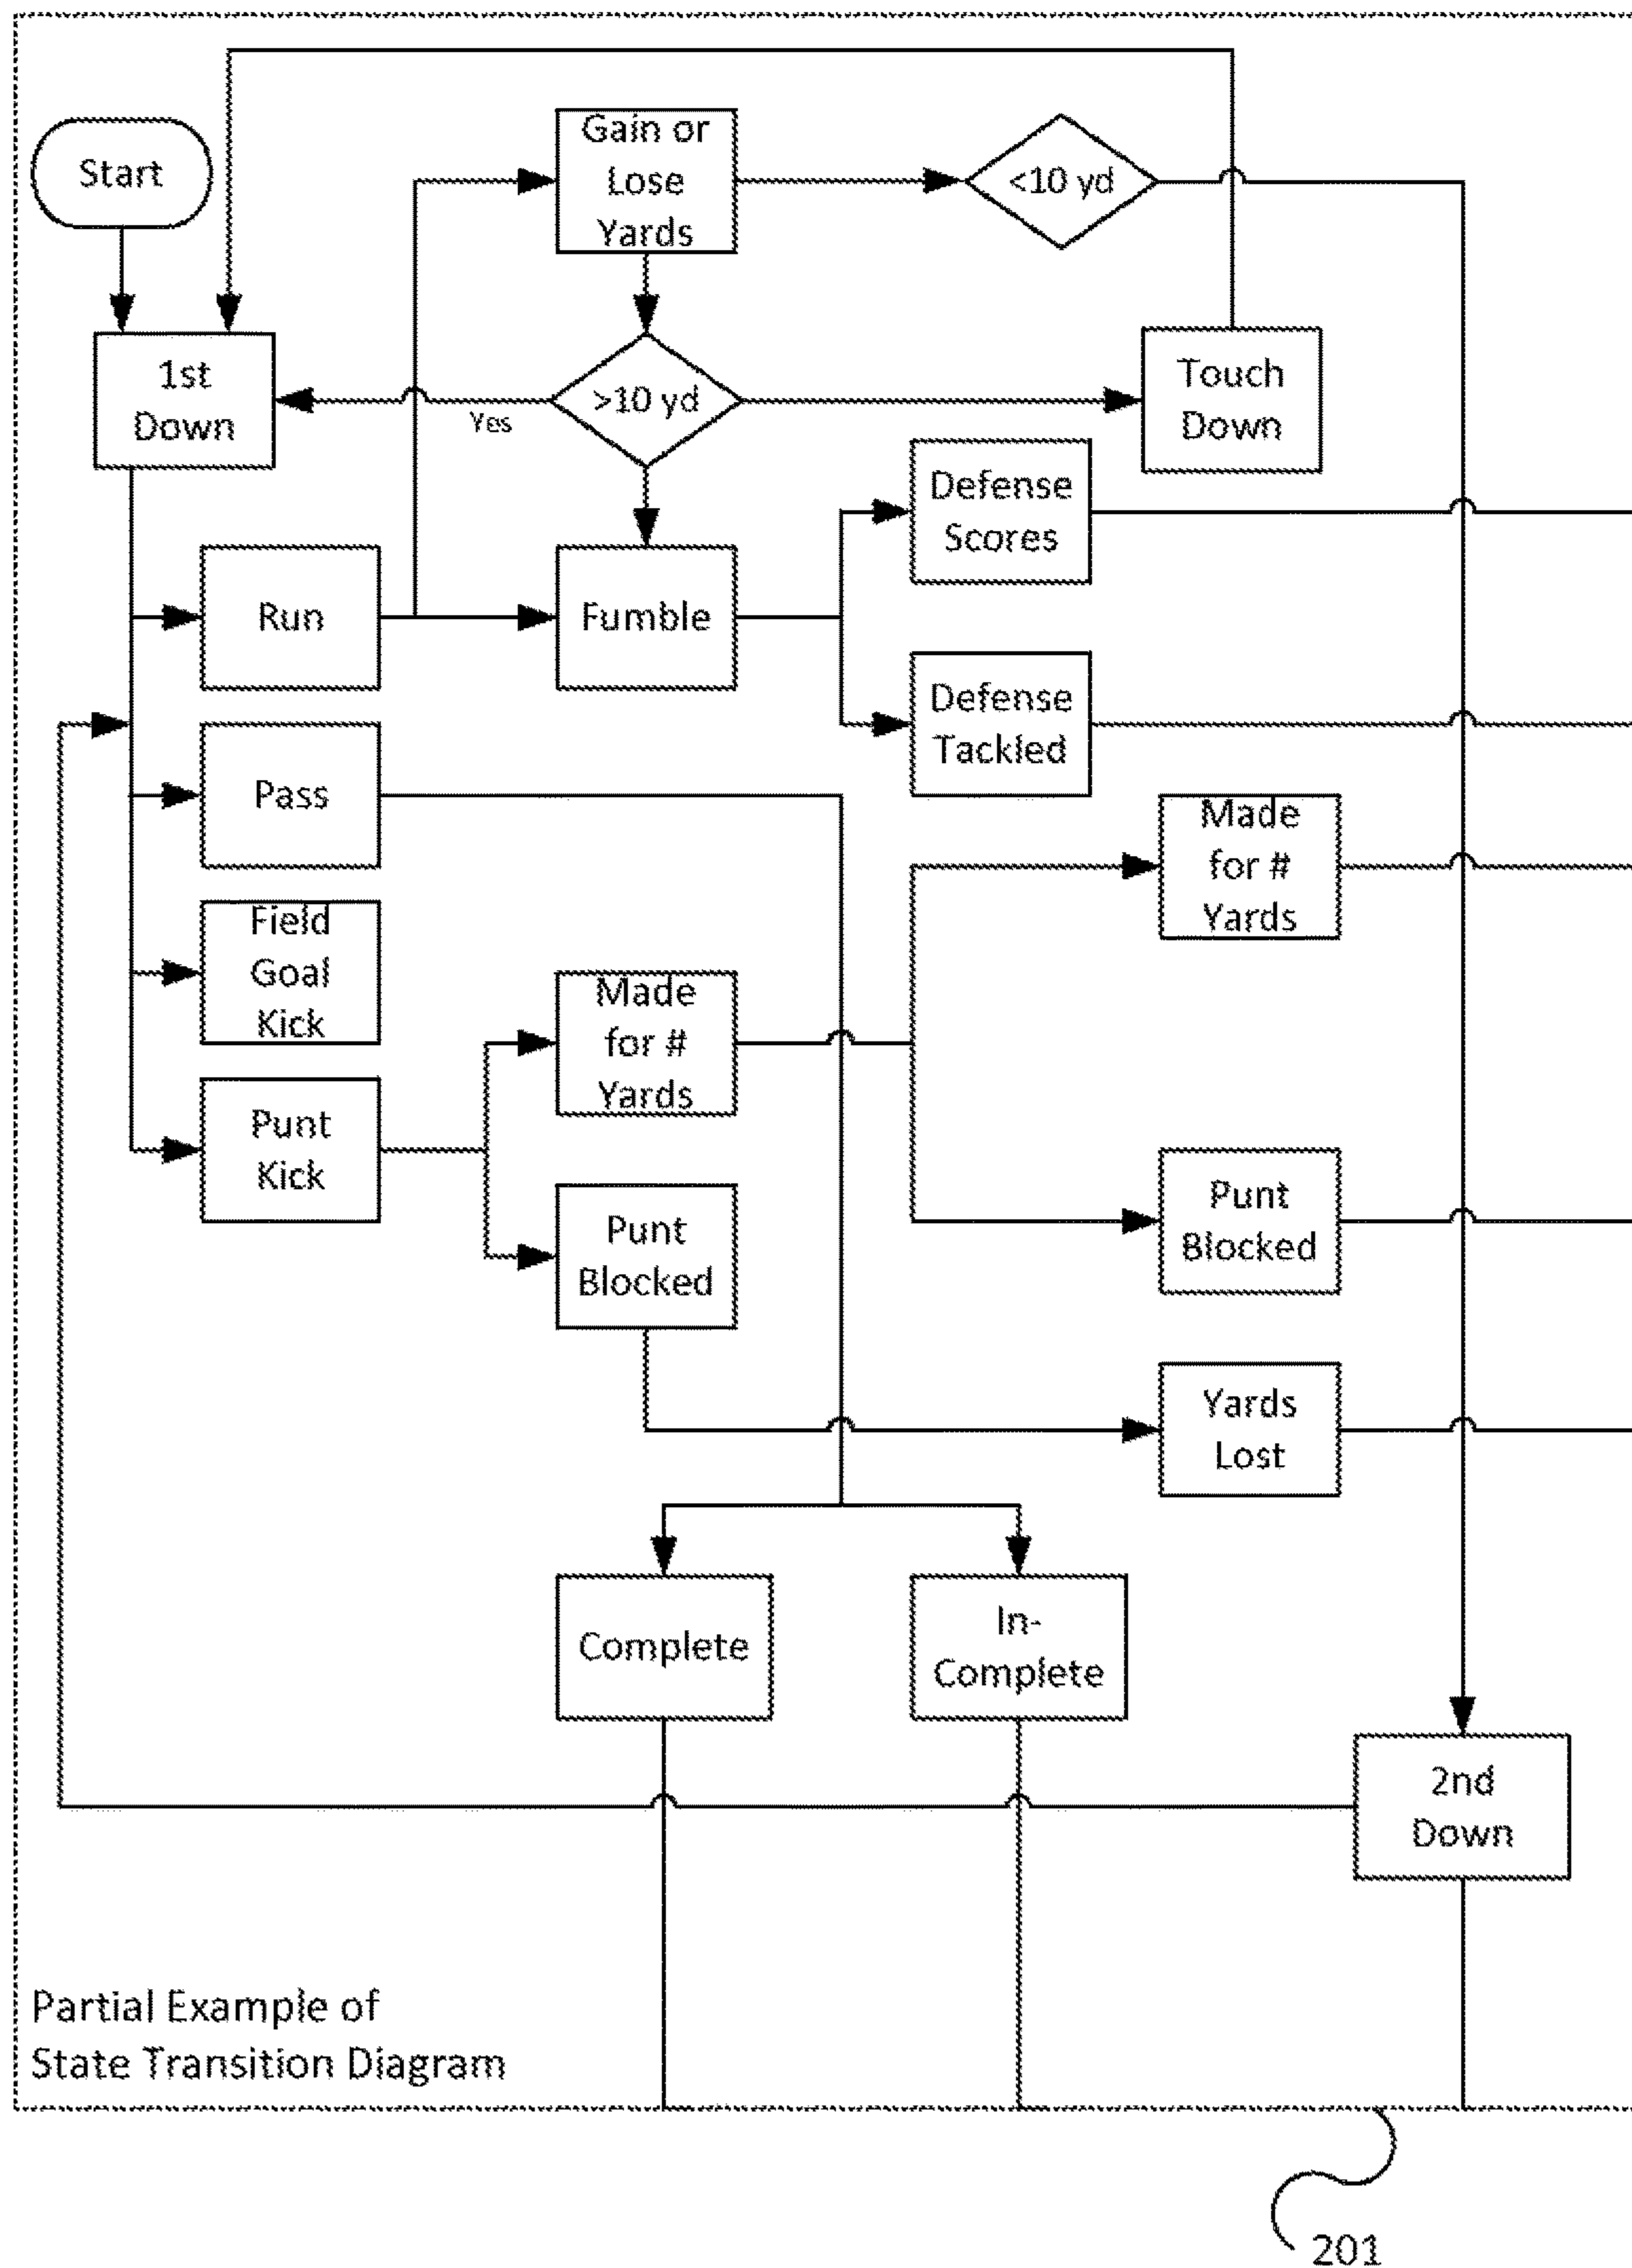 Start
Gain or
Lose
Yards
<10 yd
1st
Down
Yes
>10 yd
Touch
Down
Defense
Scores
Run
Fumble
Defense
Tackled
Pass
Made
for #
Yards
Field
Goal
Kick
Made
for #
Yards
Punt
Kick
Punt
Blocked
Punt
Blocked
Yards
Lost
Complete
In-
Complete
2nd
Down
Partial Example of
State Transition Diagram
201